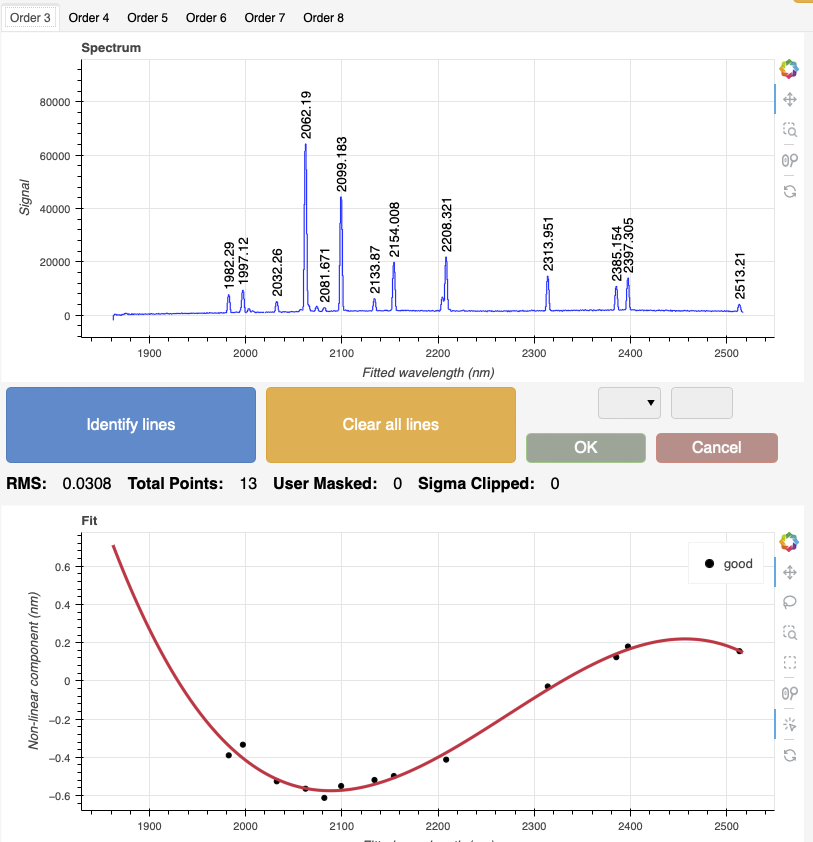 Order 3 Order 4 Order 5 Order 6 Order 7 Order 8
Spectrum
Signal
80000
60000
40000
20000
0
1982.29
1997.12
2032.26
2062.19
2081.671
2099.183
2133.87
2154.008
2208.321
2313.951
2385.154
2397.305
2513.21
1900 2000 2100 2200 2300 2400 2500
Fitted wavelength (nm)
Identify lines
Clear all lines
OK
Cancel
RMS: 0.0308 Total Points: 13 User Masked: 0 Sigma Clipped: 0
Fit
good
Non-linear component (nm)
0.6
0.4
0.2
0
−0.2
−0.4
−0.6
1900 2000 2100 2200 2300 2400 2500